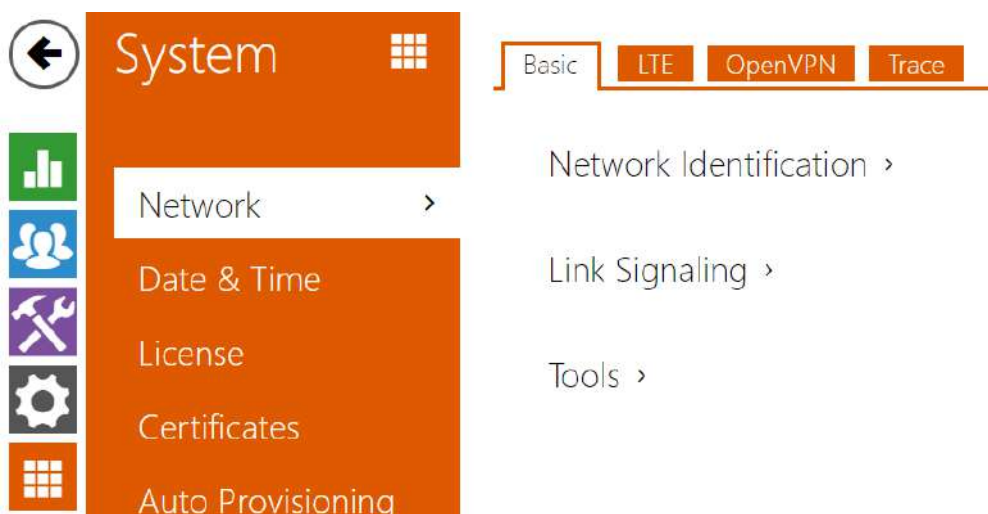 System
Network
Date & Time
License
Certificates
Auto Provisioning
Basic LTE OpenVPN Trace
Network Identification
Link Signaling
Tools